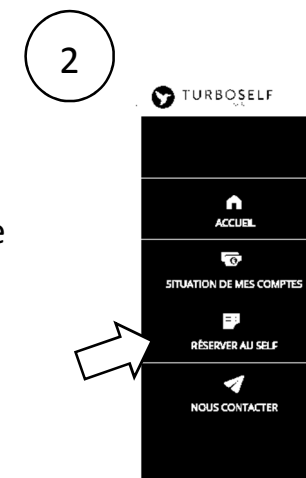 2
TURBOSELF
e
ACCUEIL
SITUATION DE MES COMPTES
RÉSERVER AU SELF
NOUS CONTACTER